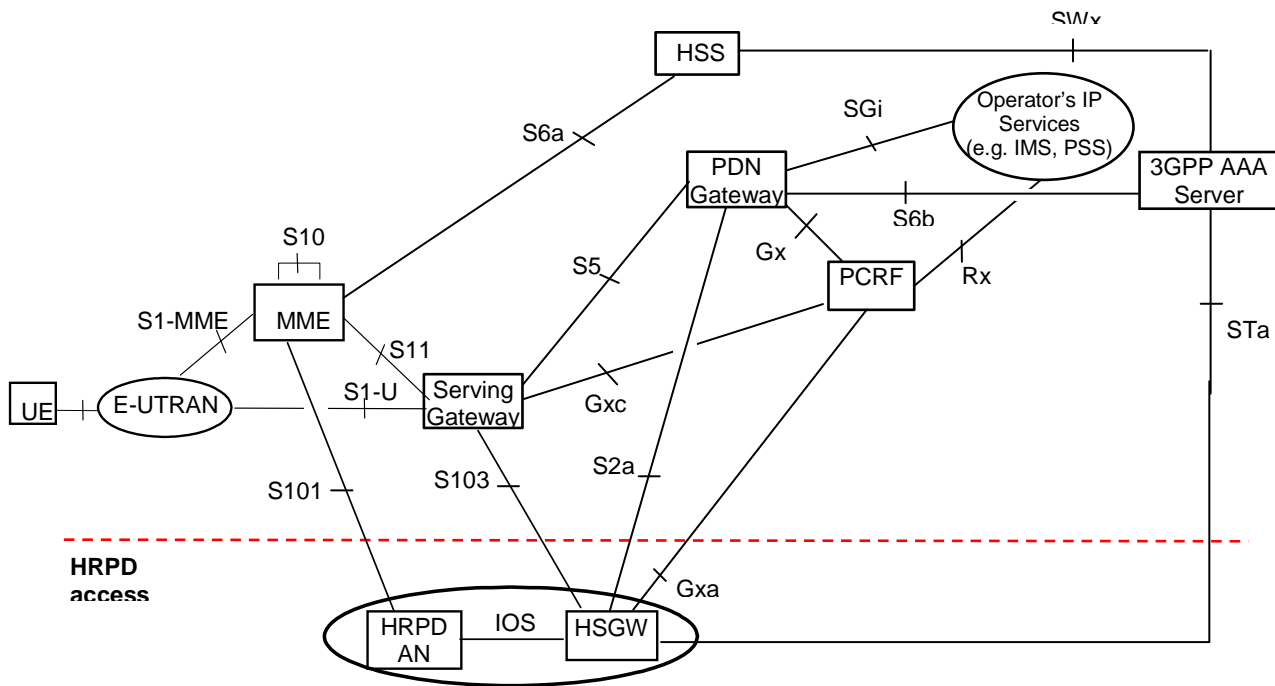 SWx
HSS
Operator's IP
Services
(e.g. IMS, PSS)
SGi
S6a
PDN
Gateway
3GPP AAA
Server
S6b
S10
Gx
S5
Rx
PCRF
S1-MME
MME
STa
S11
S1-U
Serving
Gateway
UE
E-UTRAN
Gxc
S2a
S101
S103
HRPD
access
Gxa
IOS
HRPD
AN
HSGW